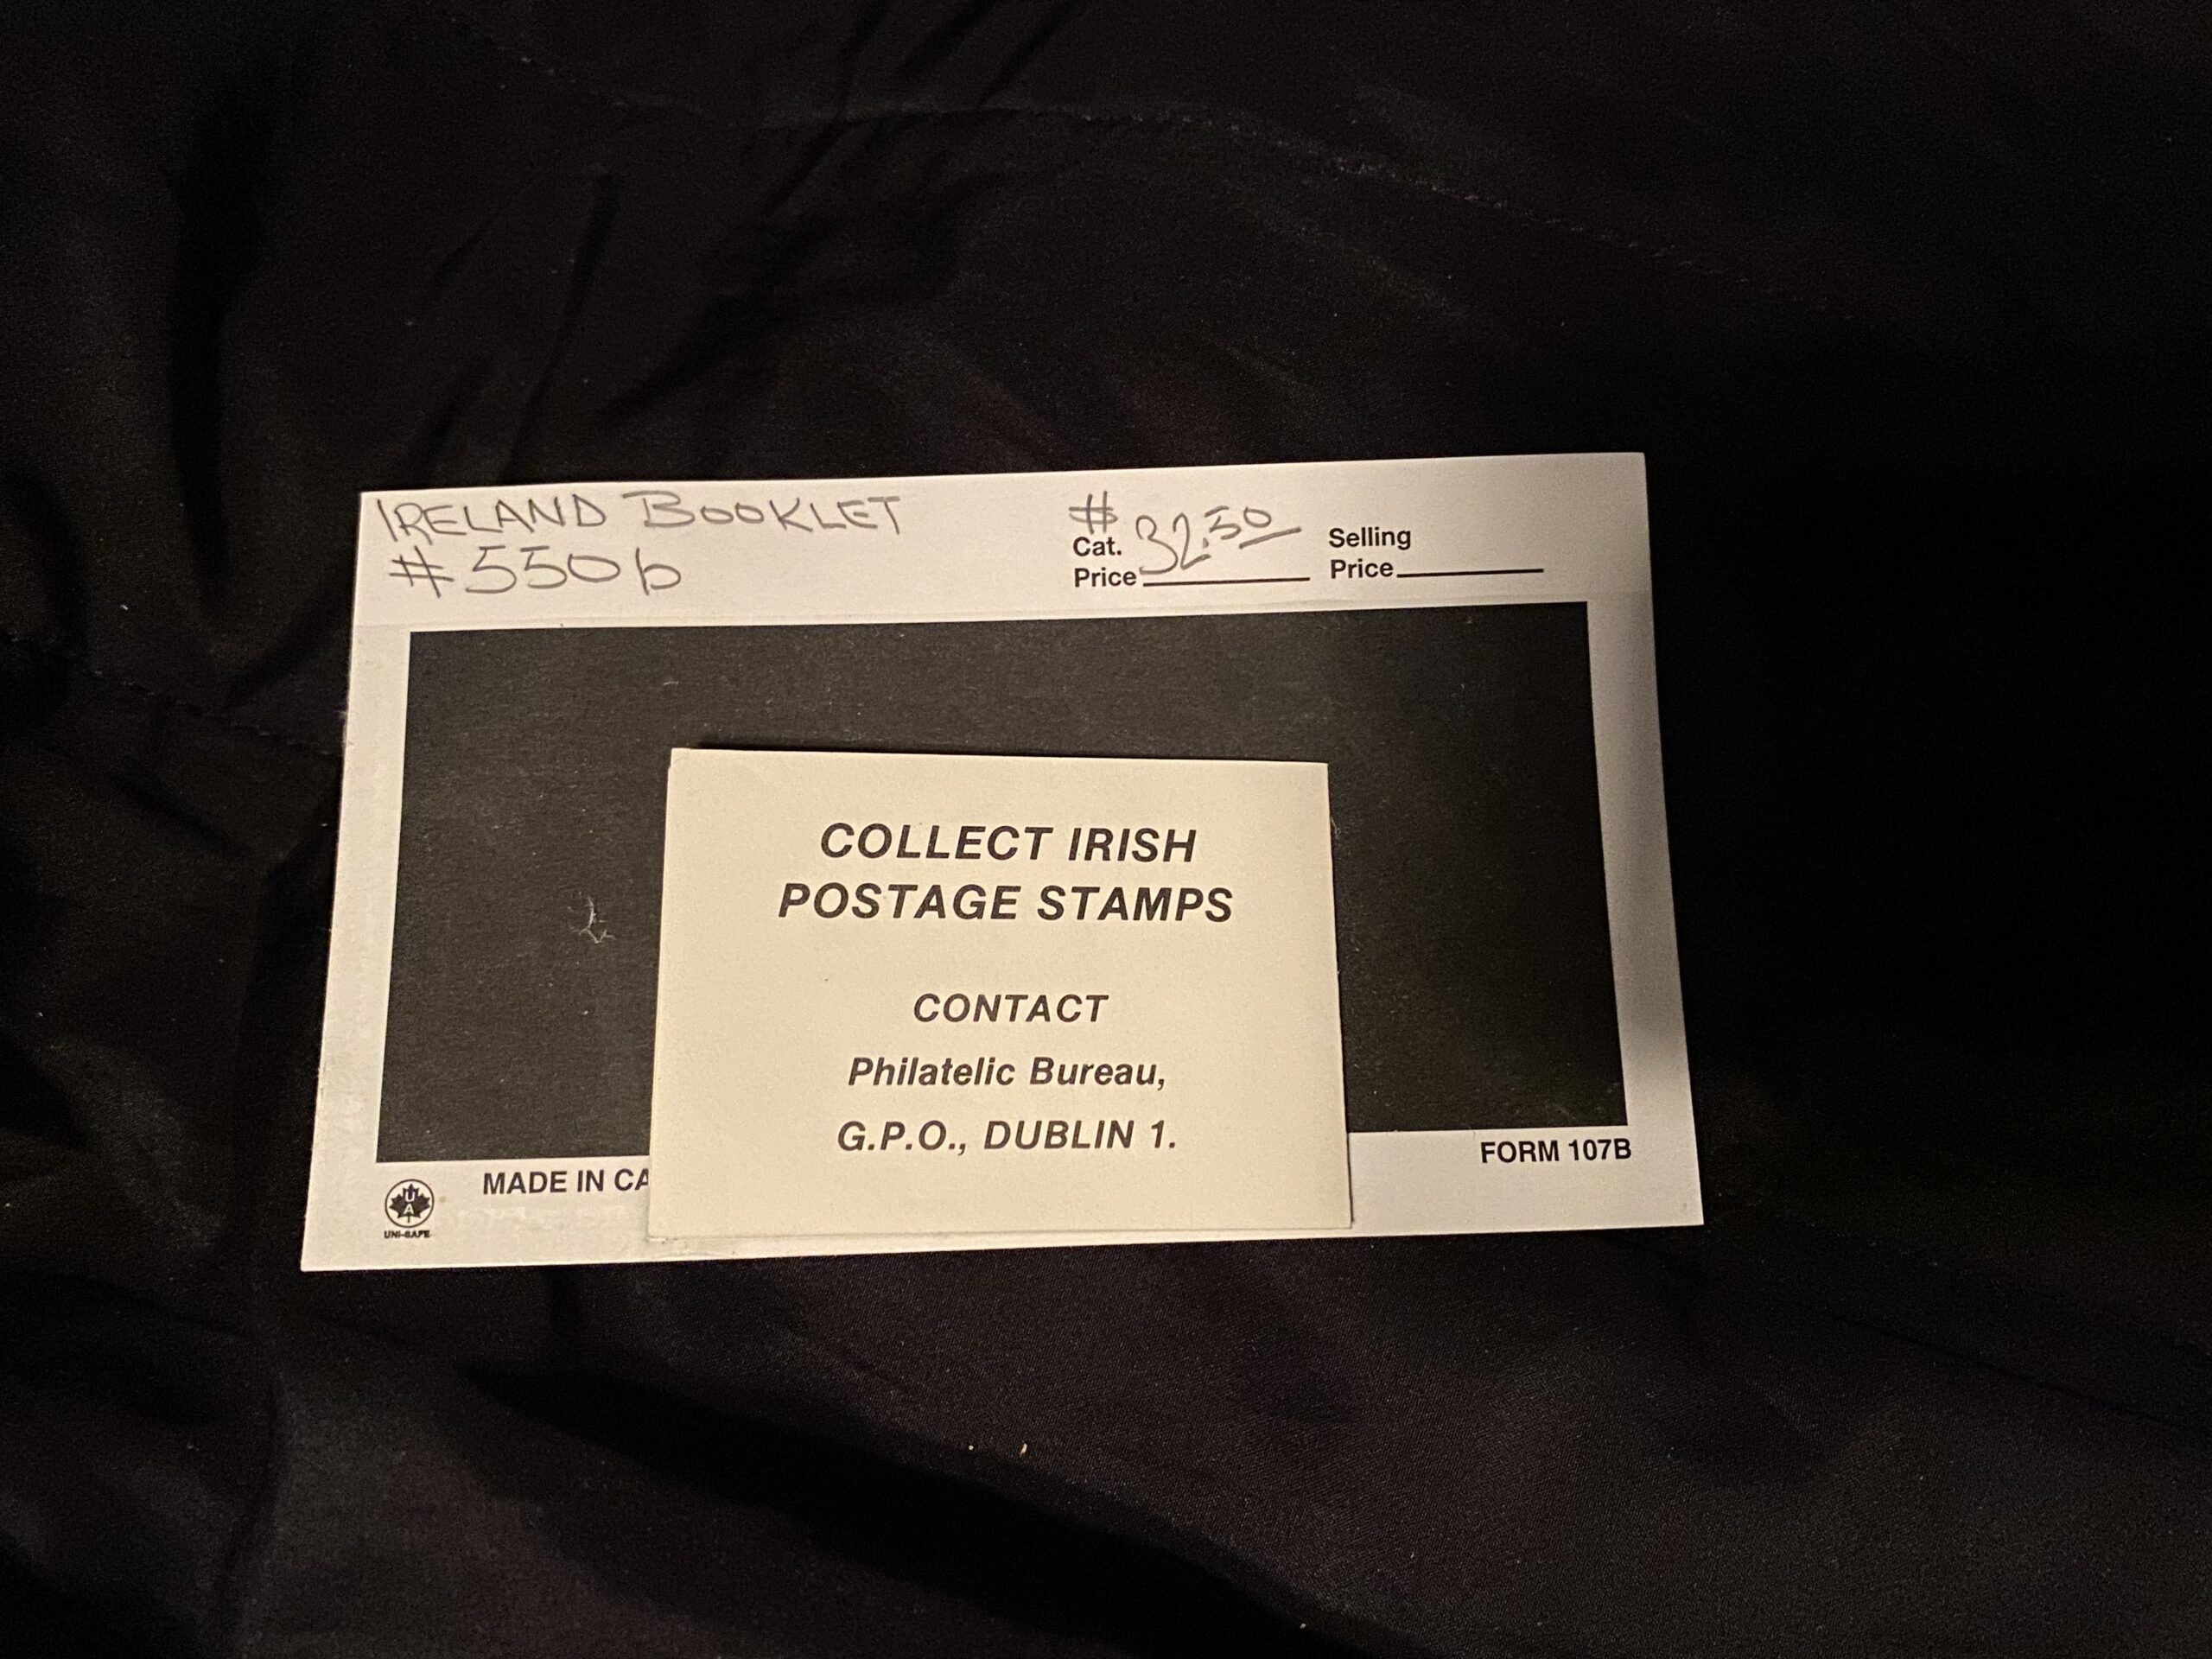 IRELAND BOOKLET
#550b
#
Cat.
Price 32.50
Selling
Price
COLLECT IRISH
POSTAGE STAMPS
CONTACT
Philatelic Bureau,
G.P.O., DUBLIN 1.
MADE IN CA
FORM 107B
U
A
UNI-SAFE